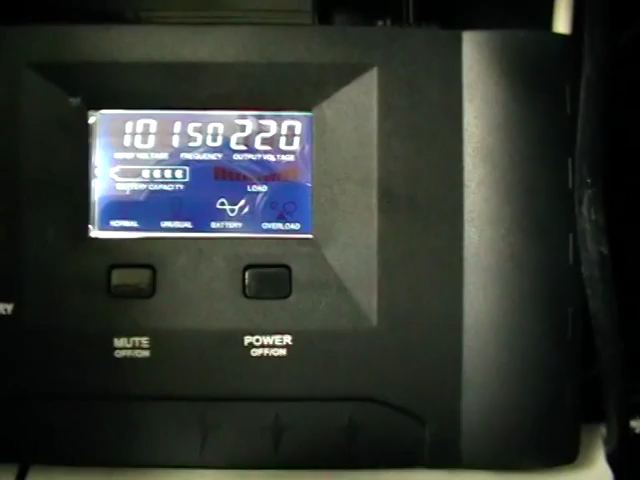 101 50 220
INPUT VOLTAGE FREQUENCY OUTPUT VOLTAGE
BATTERY CAPACITY LOAD
NORMAL UNUSUAL BATTERY OVERLOAD
RY
MUTE POWER
OFF/ON OFF/ON